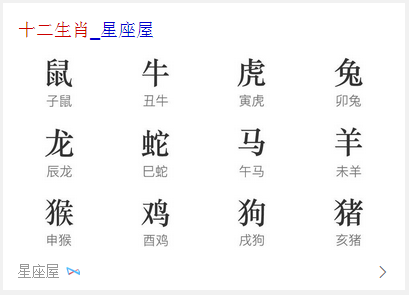 十二生肖_星座屋
鼠 牛 虎 兔
子鼠 丑牛 寅虎 卯兔
龙 蛇 马 羊
辰龙 巳蛇 午马 未羊
猴 鸡 狗 猪
申猴 酉鸡 戌狗 亥猪
星座屋